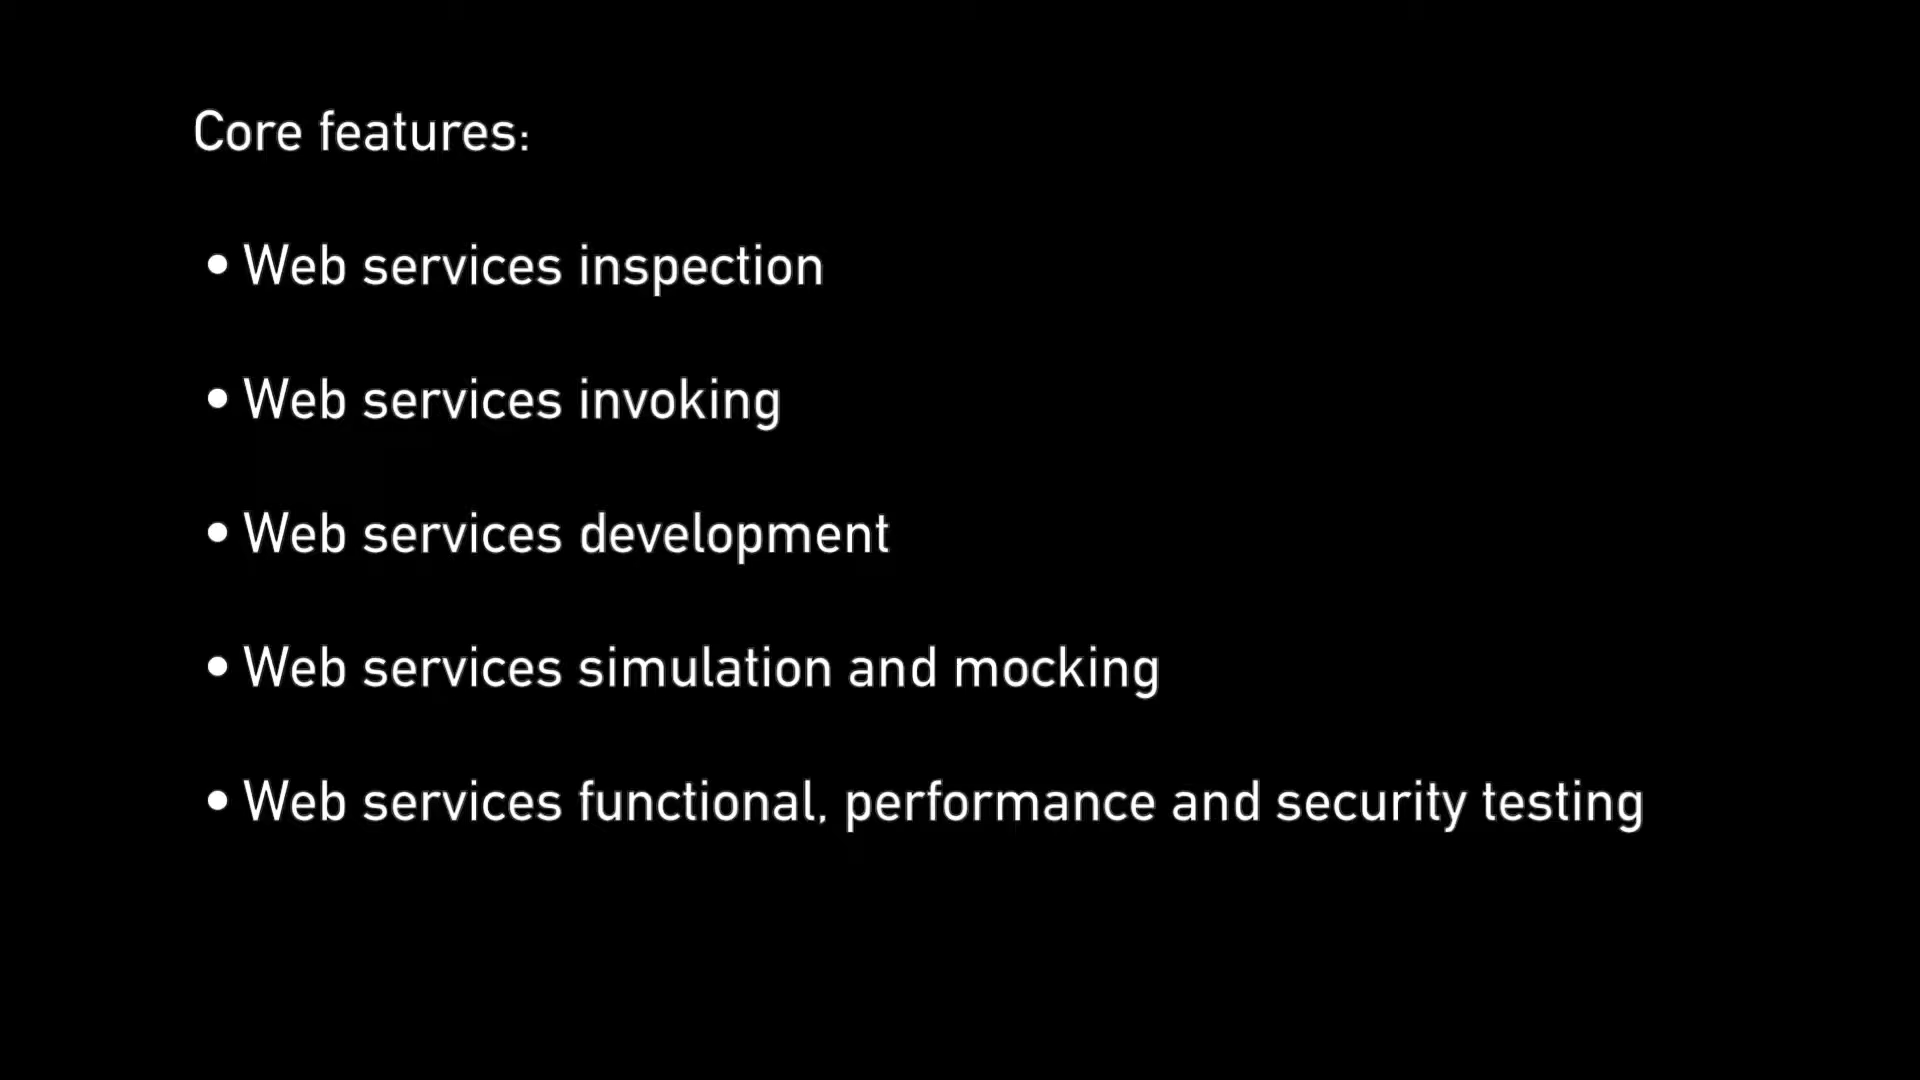 Core features:
• Web services inspection
• Web services invoking
• Web services development
• Web services simulation and mocking
• Web services functional, performance and security testing